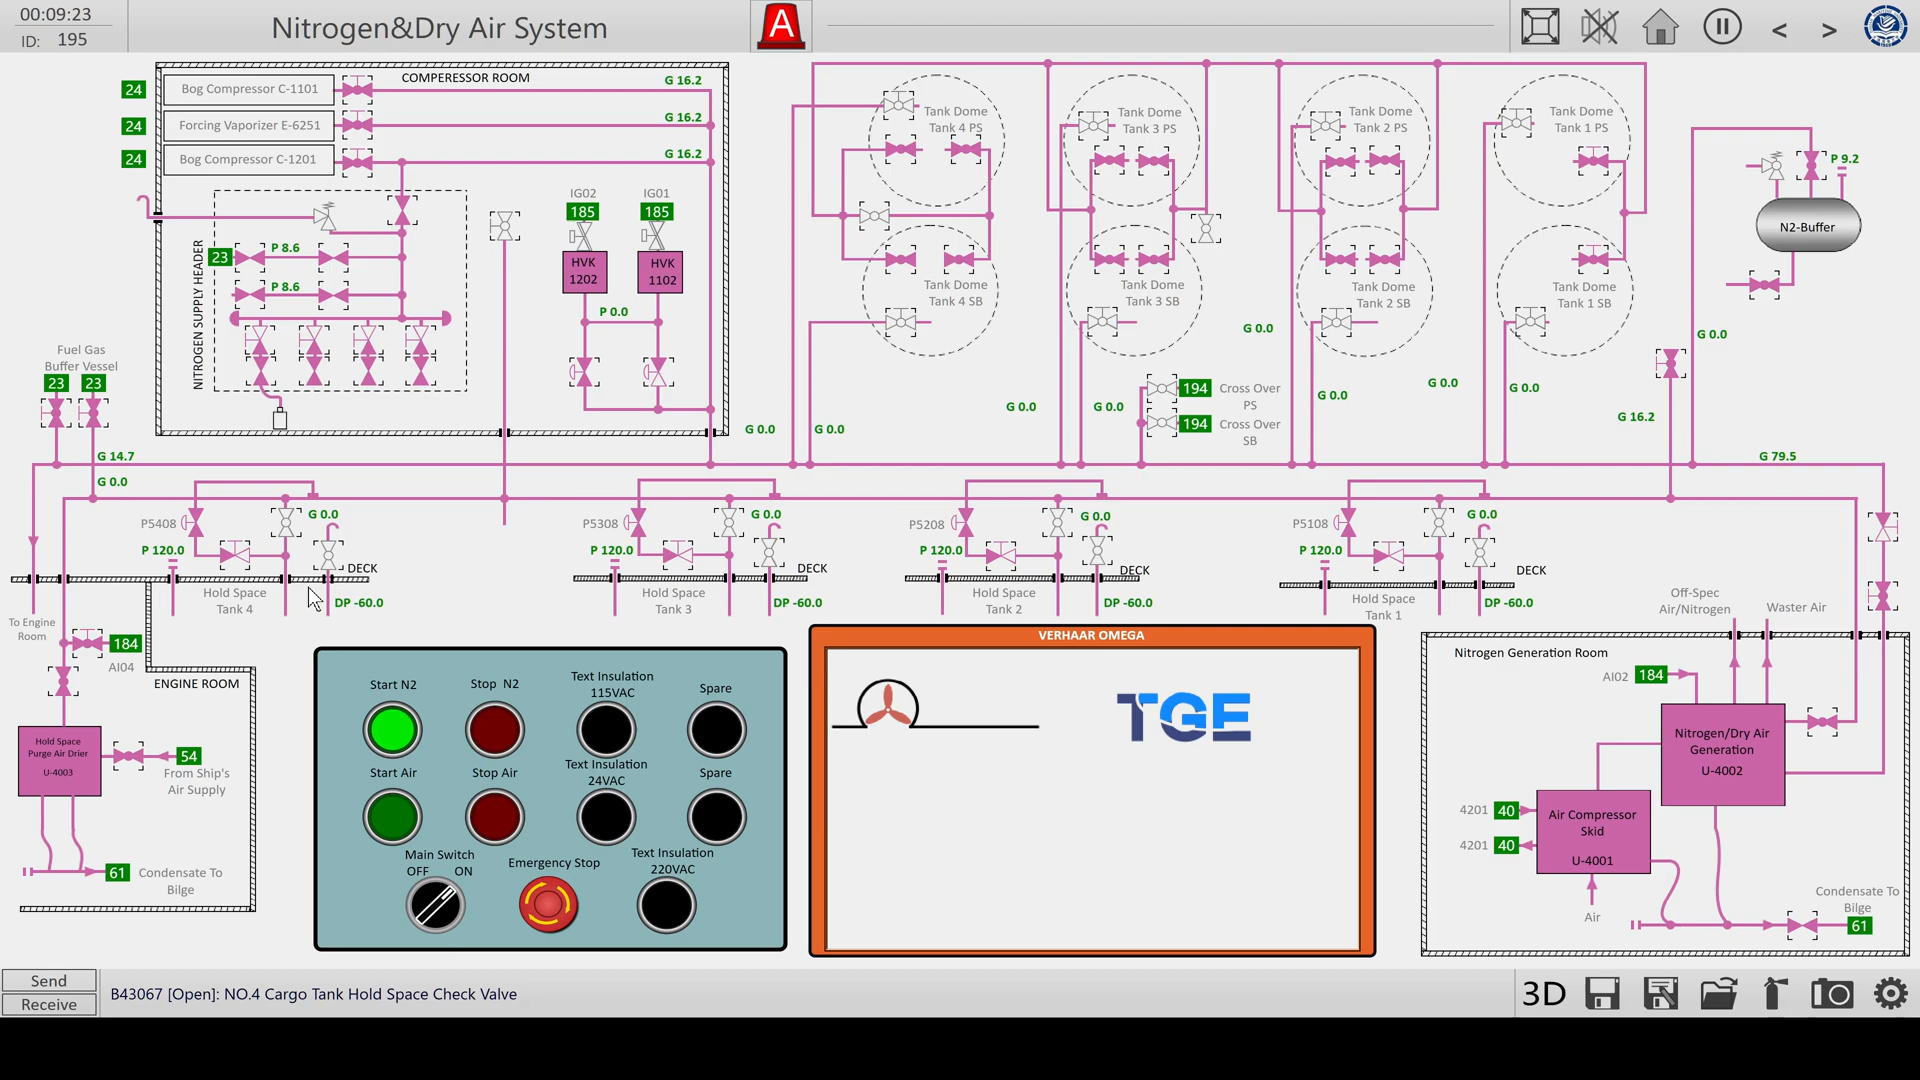 00:09:23
ID: 195
Nitrogen&Dry Air System
A
COMPERESSOR ROOM
24 Bog Compressor C-1101 G 16.2
24 Forcing Vaporizer E-6251 G 16.2
24 Bog Compressor C-1201 G 16.2
NITROGEN SUPPLY HEADER
23 P 8.6
P 8.6
IG02 IG01
185 185
HVK 1202
HVK 1102
P 0.0
Fuel Gas
Buffer Vessel
23 23
Tank Dome
Tank 4 PS
Tank Dome
Tank 3 PS
Tank Dome
Tank 2 PS
Tank Dome
Tank 1 PS
Tank Dome
Tank 4 SB
Tank Dome
Tank 3 SB
Tank Dome
Tank 2 SB
Tank Dome
Tank 1 SB
P 9.2
N2-Buffer
G 0.0
G 0.0
G 0.0
G 0.0
G 0.0
G 0.0
G 0.0
G 0.0
G 0.0
G 0.0
194 Cross Over
PS
194 Cross Over
SB
G 16.2
G 14.7
G 79.5
G 0.0
P5408 G 0.0
P 120.0
DECK
Hold Space
Tank 4
DP -60.0
P5308 G 0.0
P 120.0
DECK
Hold Space
Tank 3
DP -60.0
P5208 G 0.0
P 120.0
DECK
Hold Space
Tank 2
DP -60.0
P5108 G 0.0
P 120.0
DECK
Hold Space
Tank 1
DP -60.0
To Engine
Room
184
AI04
ENGINE ROOM
Hold Space
Purge Air Drier
U-4003
54
From Ship's
Air Supply
61 Condensate To
Bilge
Start N2 Stop N2 Text Insulation
115VAC
Spare
Start Air Stop Air Text Insulation
24VAC
Spare
Main Switch
OFF ON
Emergency Stop
Text Insulation
220VAC
VERHAAR OMEGA
TGE
Off-Spec
Air/Nitrogen
Waster Air
Nitrogen Generation Room
AI02 184
Nitrogen/Dry Air
Generation
U-4002
4201 40
4201 40
Air Compressor
Skid
U-4001
Air
Condensate To
Bilge
61
Send
Receive
B43067 [Open]: NO.4 Cargo Tank Hold Space Check Valve
3D